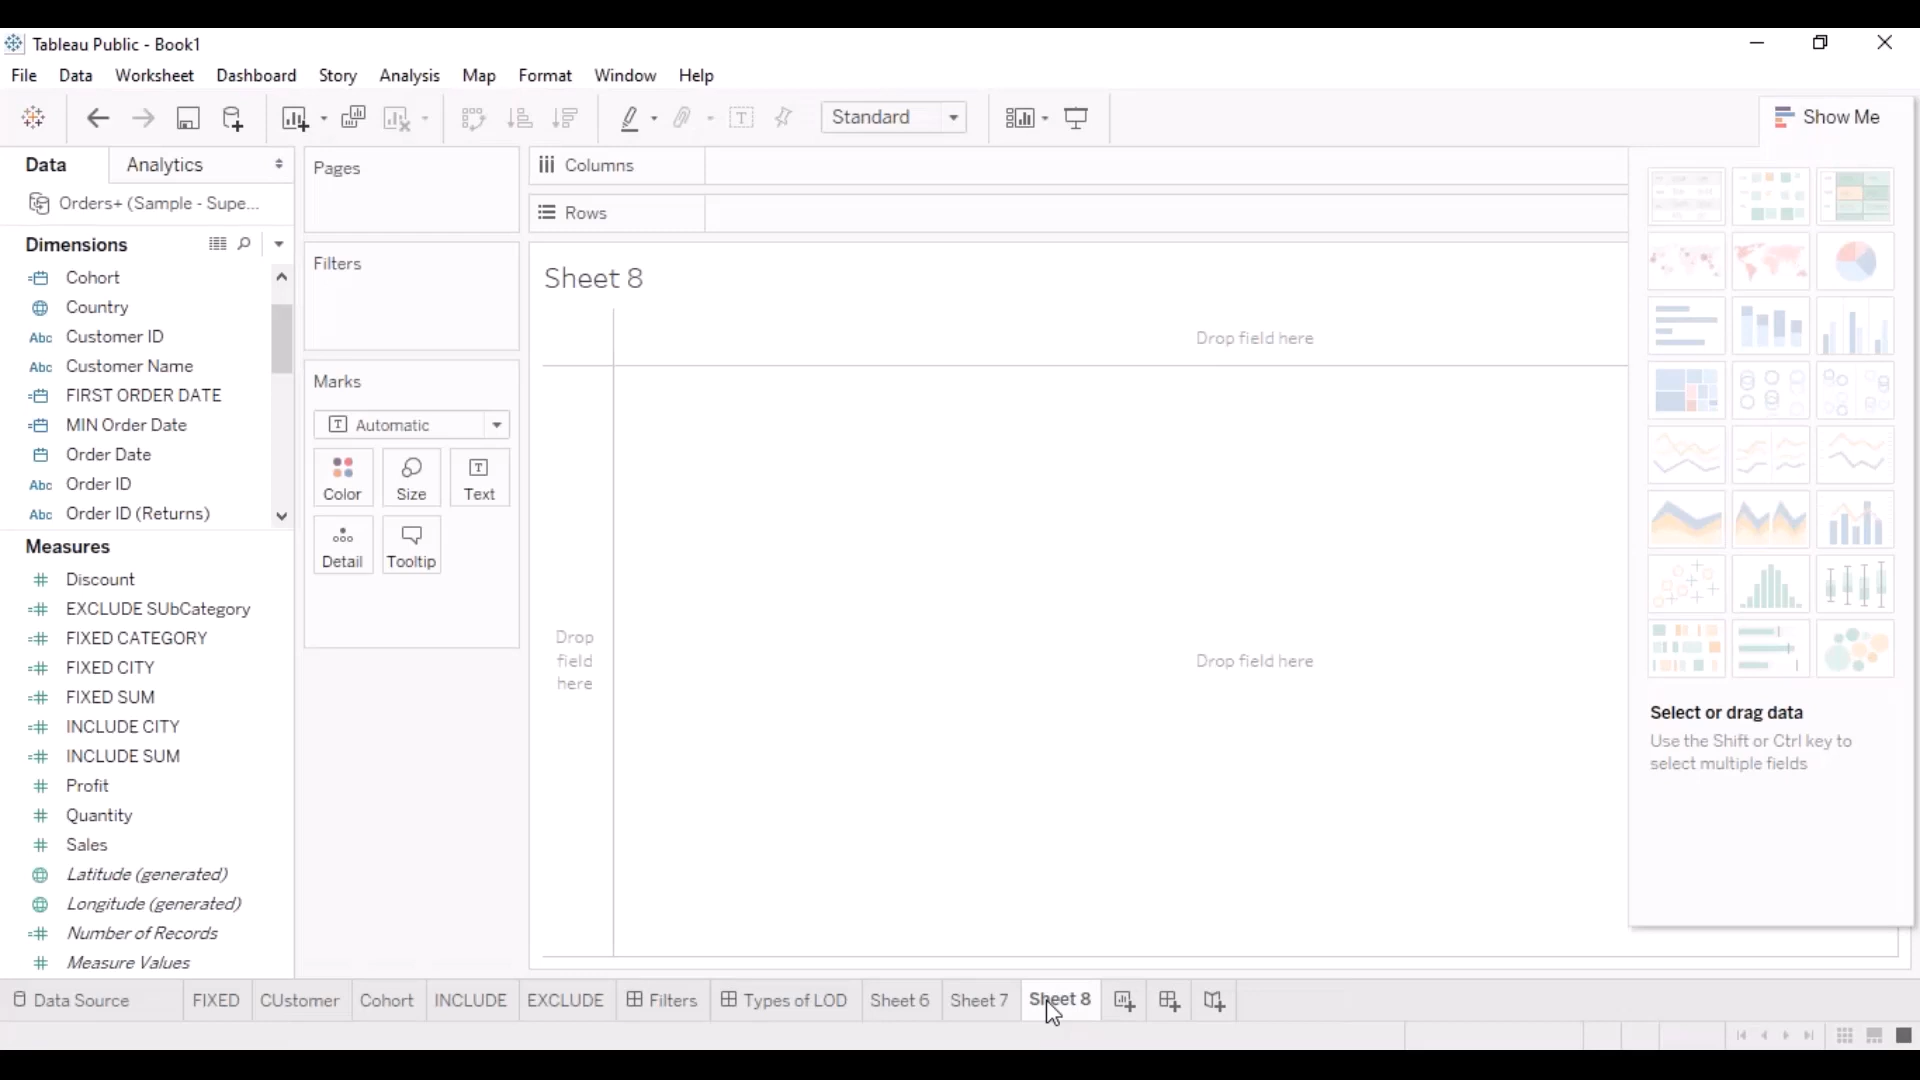 Tableau Public - Book1
File Data Worksheet Dashboard Story Analysis Map Format Window Help
Standard
Show Me
Data Analytics
Orders+ (Sample - Supe...
Dimensions
Cohort
Country
Abc Customer ID
Abc Customer Name
FIRST ORDER DATE
MIN Order Date
Order Date
Abc Order ID
Abc Order ID (Returns)
Measures
Discount
EXCLUDE SUbCategory
FIXED CATEGORY
FIXED CITY
FIXED SUM
INCLUDE CITY
INCLUDE SUM
Profit
Quantity
Sales
Latitude (generated)
Longitude (generated)
Number of Records
Measure Values
Pages
Filters
Marks
Automatic
Color Size Text
Detail Tooltip
Columns
Rows
Sheet 8
Drop field here
Drop
field
here
Drop field here
Select or drag data
Use the Shift or Ctrl key to
select multiple fields
Data Source FIXED CUstomer Cohort INCLUDE EXCLUDE Filters Types of LOD Sheet 6 Sheet 7 Sheet 8